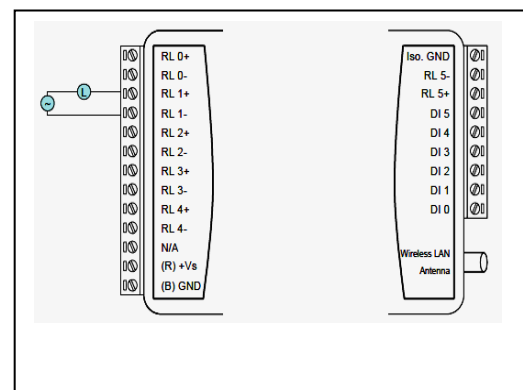 RL 0+
RL 0-
RL 1+
RL 1-
RL 2+
RL 2-
RL 3+
RL 3-
RL 4+
RL 4-
N/A
(R) +Vs
(B) GND
L
~
Iso. GND
RL 5-
RL 5+
DI 5
DI 4
DI 3
DI 2
DI 1
DI 0
Wireless LAN
Antenna